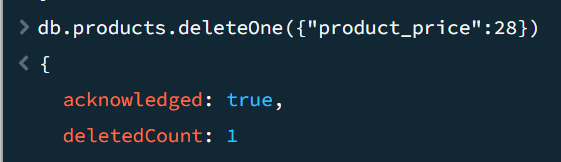 > db.products.deleteOne({"product_price":28})
< {
acknowledged: true,
deletedCount: 1